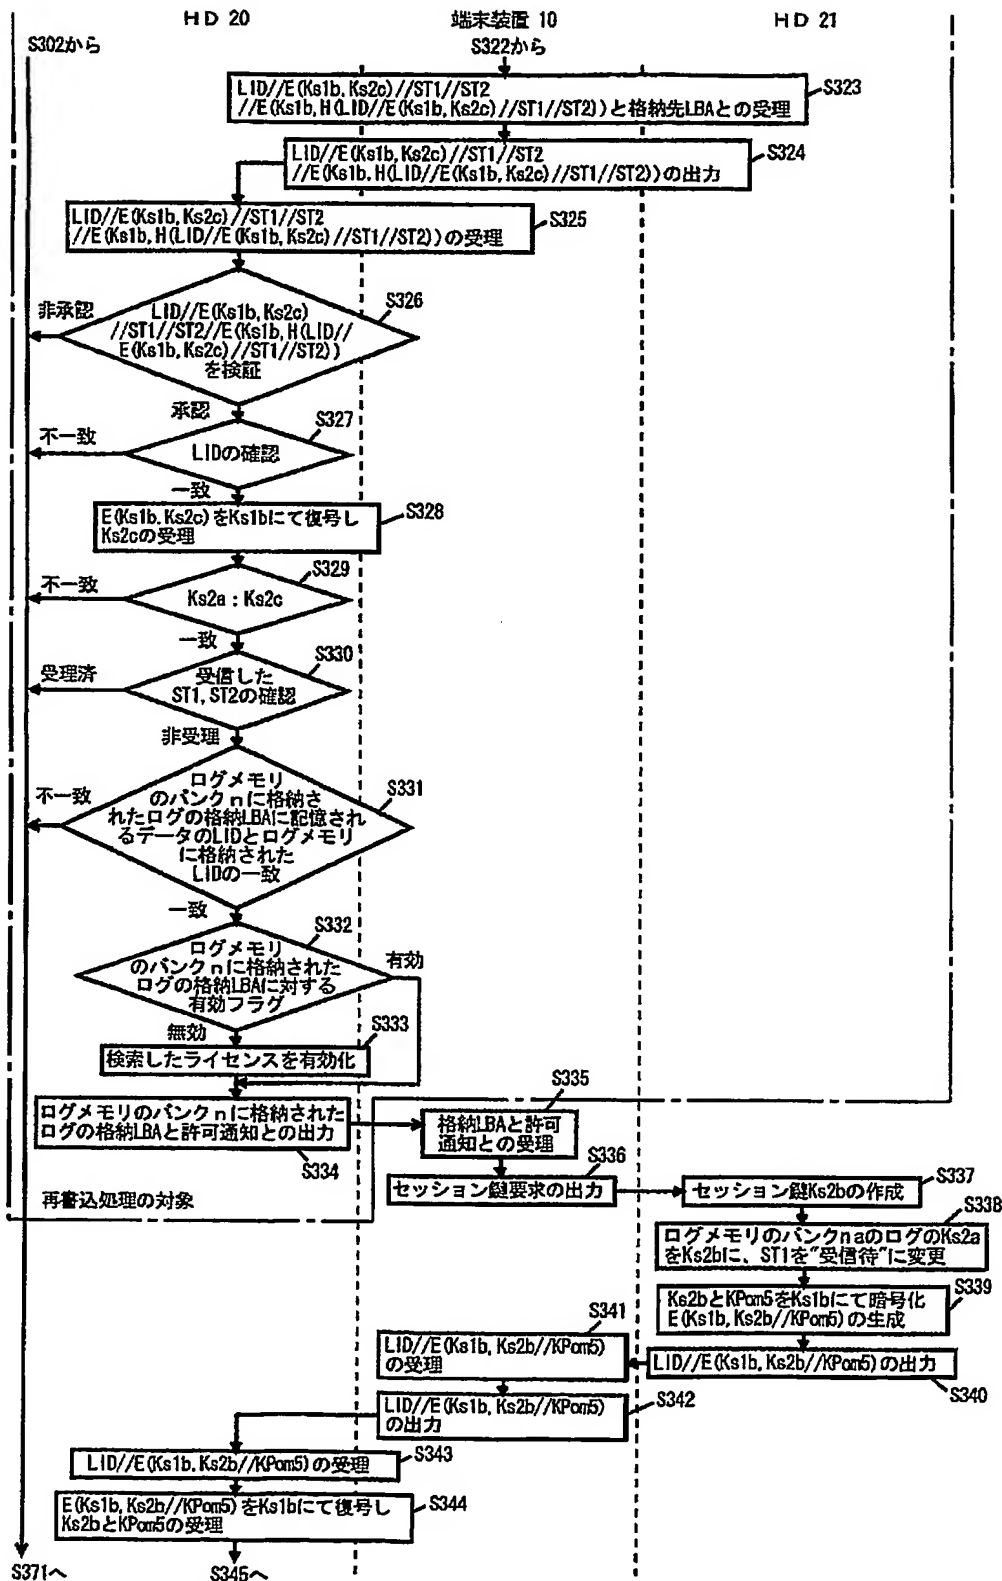 HD 20
端末装置 10
HD 21
S302から
S322から
LID//E(Ks1b, Ks2c)//ST1//ST2
//E(Ks1b, H(LID//E(Ks1b, Ks2c)//ST1//ST2))と格納先LBAとの受理
S323
LID//E(Ks1b, Ks2c)//ST1//ST2
//E(Ks1b, H(LID//E(Ks1b, Ks2c)//ST1//ST2))の出力
S324
LID//E(Ks1b, Ks2c)//ST1//ST2
//E(Ks1b, H(LID//E(Ks1b, Ks2c)//ST1//ST2))の受理
S325
非承認
LID//E(Ks1b, Ks2c)
//ST1//ST2//E(Ks1b, H(LID//
E(Ks1b, Ks2c)//ST1//ST2))
を検証
S326
承認
不一致
LIDの確認
S327
一致
E(Ks1b, Ks2c)をKs1bにて復号し
Ks2cの受理
S328
不一致
Ks2a : Ks2c
S329
一致
受理済
受信した
ST1, ST2の確認
S330
非受理
不一致
ログメモリ
のバンクnに格納さ
れたログの格納LBAに記憶され
るデータのLIDとログメモリ
に格納された
LIDの一致
S331
一致
ログメモリ
のバンクnに格納された
ログの格納LBAに対する
有効フラグ
S332
有効
無効
検索したライセンスを有効化
S333
ログメモリのバンクnに格納された
ログの格納LBAと許可通知との出力
S334
格納LBAと許可
通知との受理
S335
セッション鍵要求の出力
S336
セッション鍵Ks2bの作成
S337
再書込処理の対象
ログメモリのバンクnaのログのKs2a
をKs2bに、ST1を"受信待"に変更
S338
Ks2bとKPom5をKs1bにて暗号化
E(Ks1b, Ks2b//KPom5)の生成
S339
LID//E(Ks1b, Ks2b//KPom5)の出力
S340
LID//E(Ks1b, Ks2b//KPom5)
の受理
S341
LID//E(Ks1b, Ks2b//KPom5)
の出力
S342
LID//E(Ks1b, Ks2b//KPom5)の受理
S343
E(Ks1b, Ks2b//KPom5)をKs1bにて復号し
Ks2bとKPom5の受理
S344
S371へ
S345へ